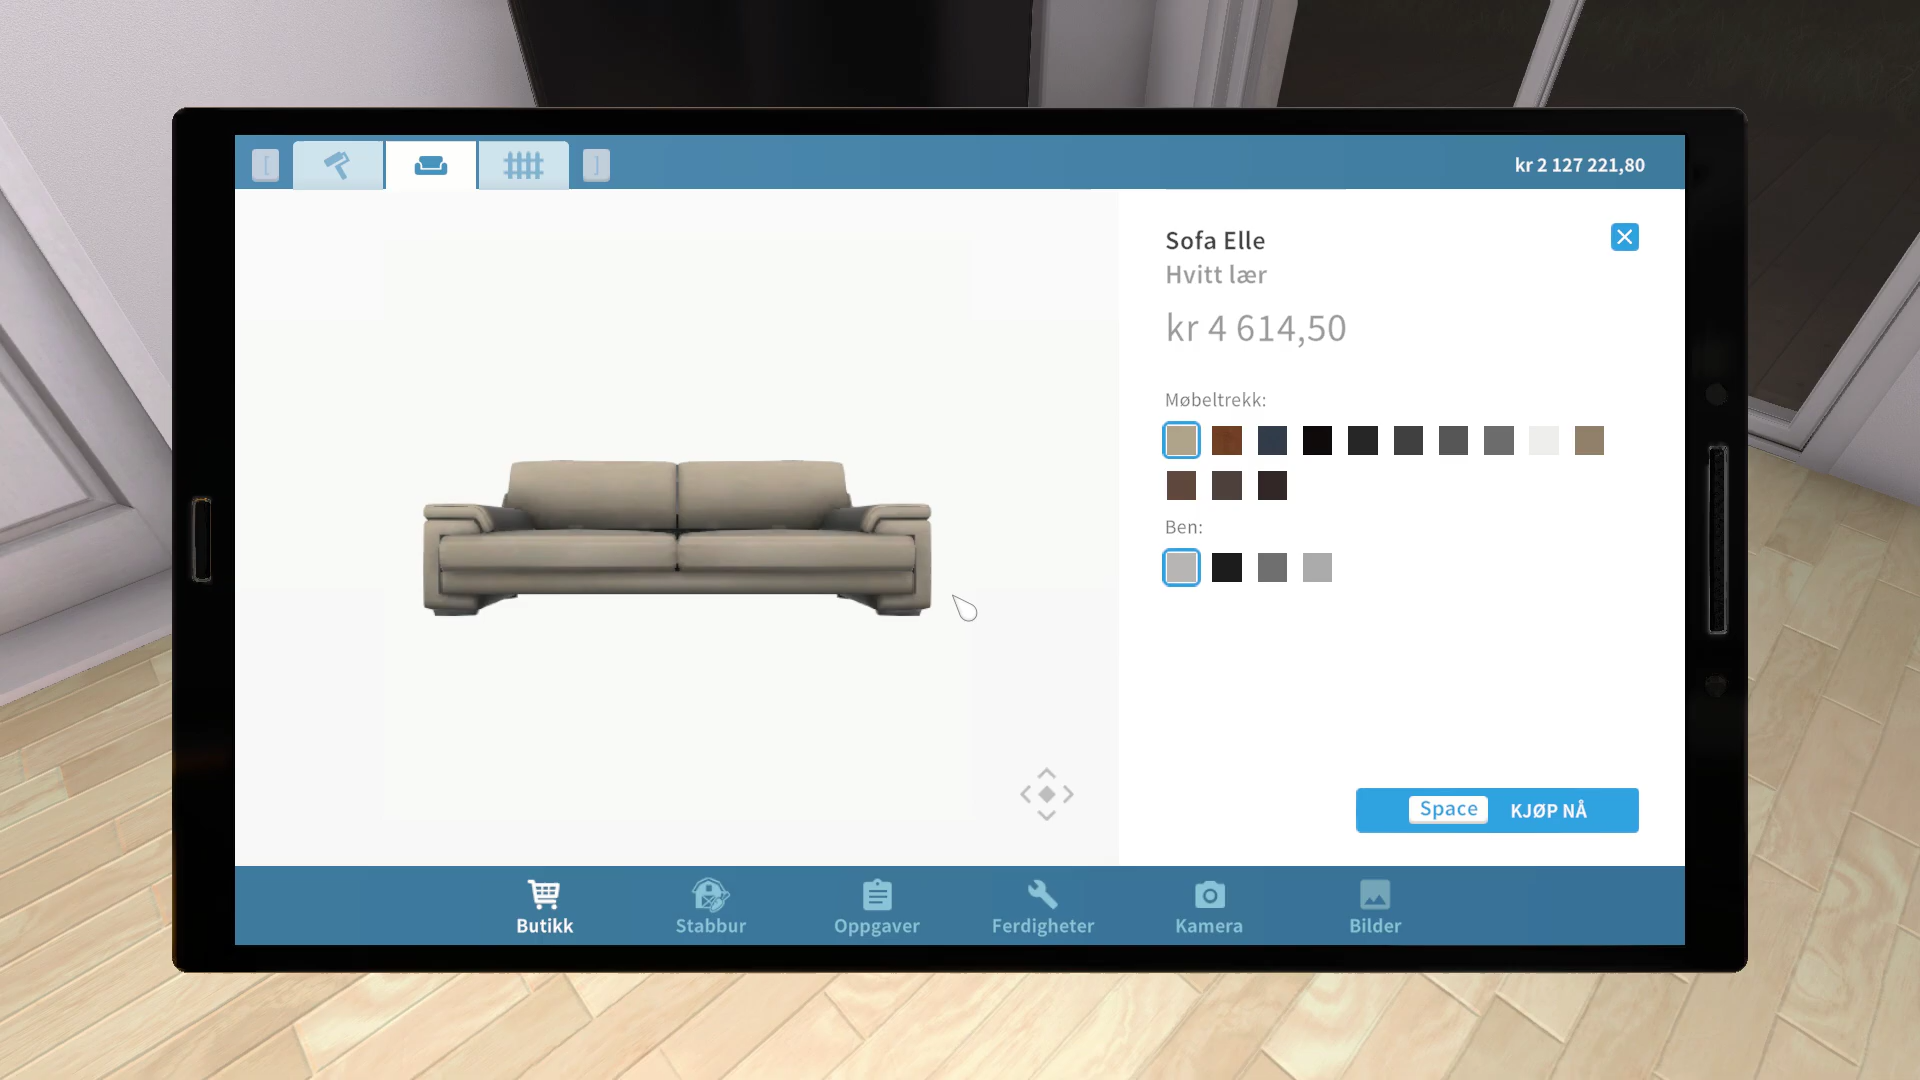 [
]
kr 2 127 221,80
Sofa Elle
Hvitt lær
kr 4 614,50
Møbeltrekk:
Ben:
Space KJØP NÅ
Butikk
Stabbur
Oppgaver
Ferdigheter
Kamera
Bilder